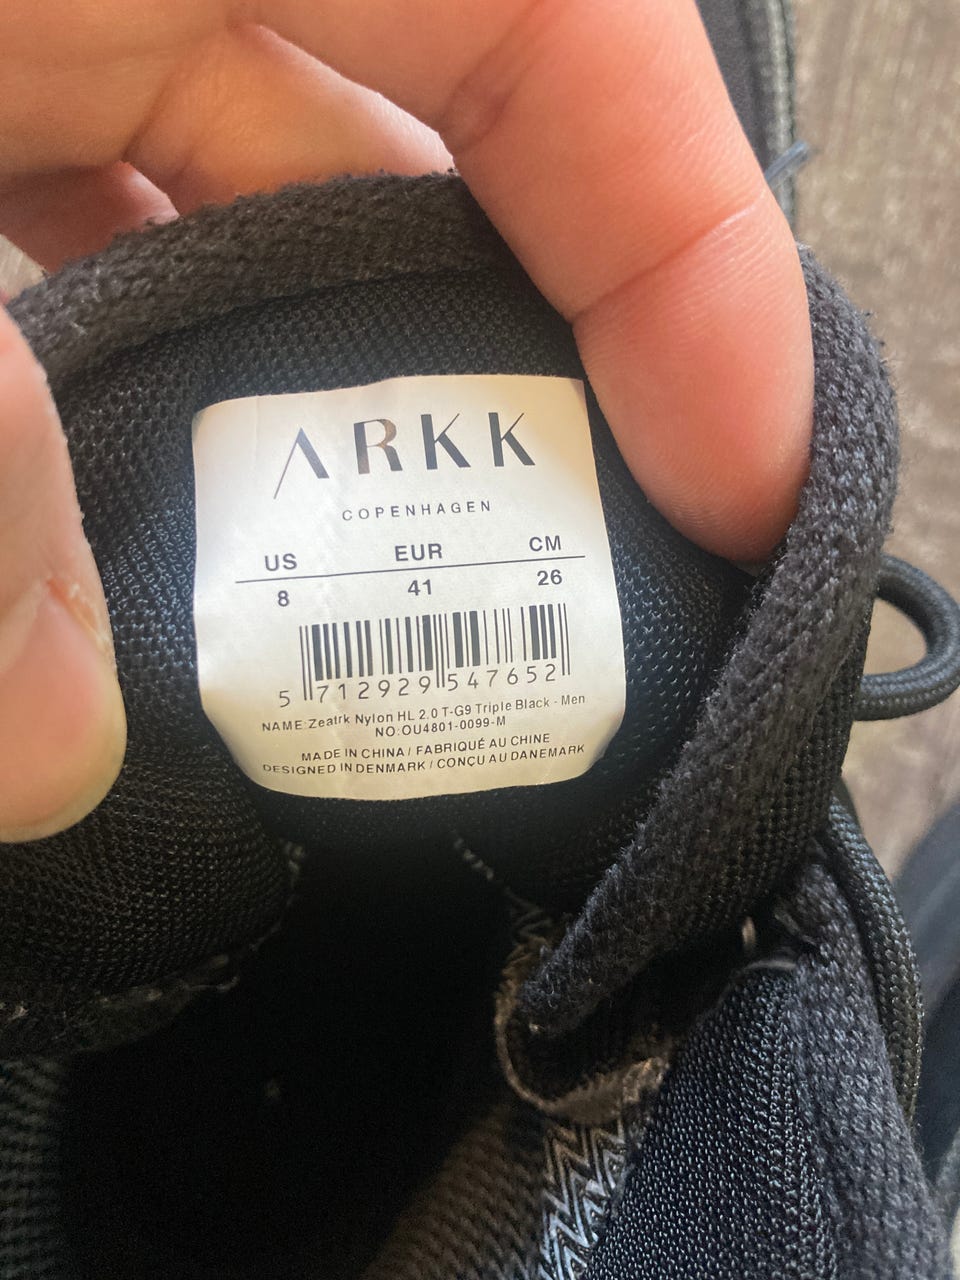 ARKK
COPENHAGEN
US EUR CM
8 41 26
5 712929 547652
NAME:Zeatrk Nylon HL 2.0 T-G9 Triple Black - Men
NO:OU4801-0099-M
MADE IN CHINA / FABRIQUÉ AU CHINE
DESIGNED IN DENMARK / CONÇU AU DANEMARK